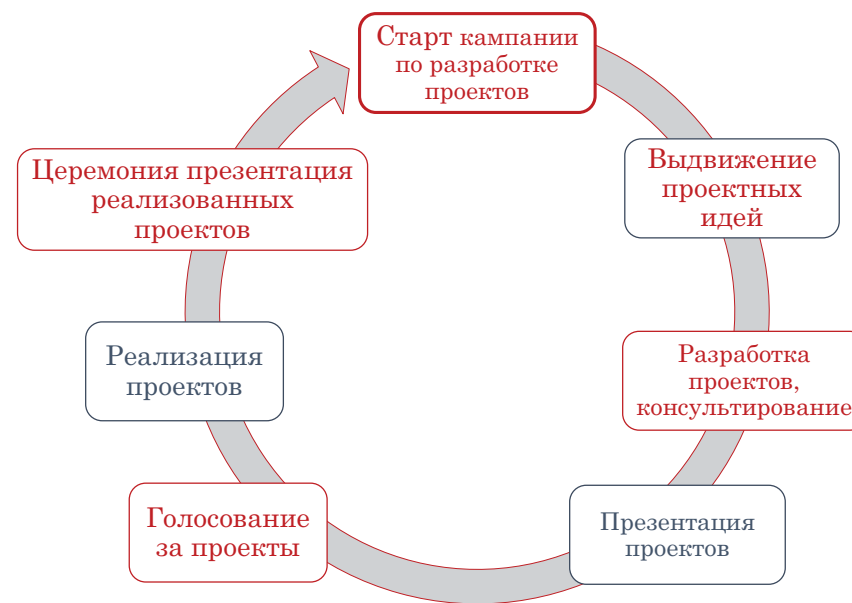 Старт кампании
по разработке
проектов
Выдвижение
проектных
идей
Разработка
проектов,
консультирование
Презентация
проектов
Голосование
за проекты
Реализация
проектов
Церемония презентация
реализованных
проектов